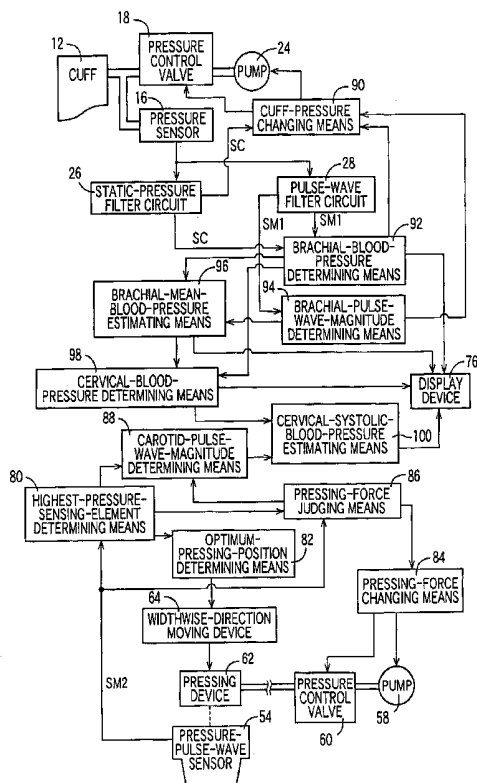 18
12
PRESSURE
CONTROL
VALVE
24
CUFF
PUMP
90
16
PRESSURE
SENSOR
CUFF-PRESSURE
CHANGING MEANS
SC
26
28
STATIC-PRESSURE
FILTER CIRCUIT
PULSE-WAVE
FILTER CIRCUIT
SM1
SM1
92
SC
BRACHIAL-BLOOD-
PRESSURE
DETERMINING MEANS
96
94
BRACHIAL-MEAN-
BLOOD-PRESSURE
ESTIMATING MEANS
BRACHIAL-PULSE-
WAVE-MAGNITUDE
DETERMINING MEANS
98
76
CERVICAL-BLOOD-
PRESSURE DETERMINING MEANS
DISPLAY
DEVICE
88
CERVICAL-SYSTOLIC-
BLOOD-PRESSURE
ESTIMATING MEANS
100
CAROTID-PULSE-
WAVE-MAGNITUDE
DETERMINING MEANS
80
86
HIGHEST-PRESSURE-
SENSING-ELEMENT
DETERMINING MEANS
PRESSING-FORCE
JUDGING MEANS
OPTIMUM-
PRESSING-POSITION
DETERMINING MEANS
82
84
64
PRESSING-FORCE
CHANGING MEANS
WIDTHWISE-DIRECTION
MOVING DEVICE
62
PRESSING
DEVICE
PRESSURE
CONTROL
VALVE
PUMP
SM2
54
58
60
PRESSURE-
PULSE-WAVE
SENSOR